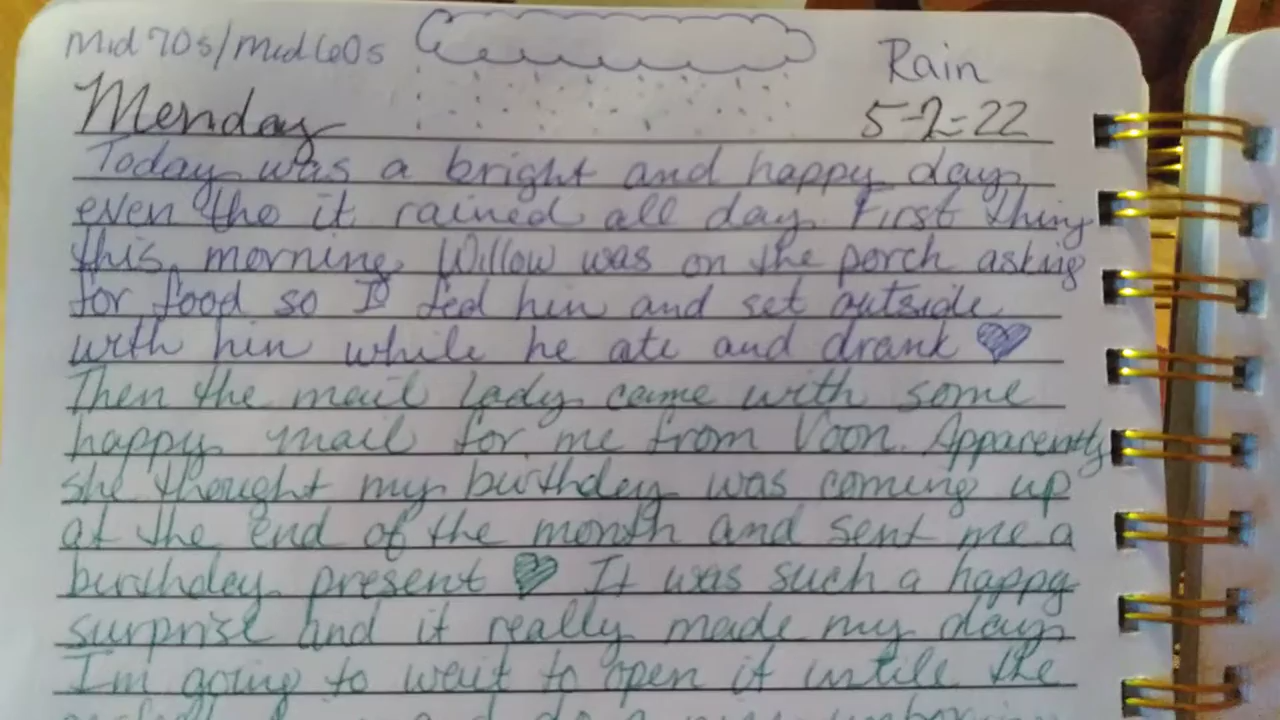 Mid 70s/mid 60s
Rain
Monday
5-2-22
Today was a bright and happy day
even tho it rained all day. First thing
this morning Willow was on the porch asking
for food so I fed him and set outside
with him while he ate and drank
Then the mail lady came with some
happy mail for me from Voon. Apparently
she thought my birthday was coming up
at the end of the month and sent me a
birthday present It was such a happy
surprise and it really made my day.
I'm going to wait to open it untile the